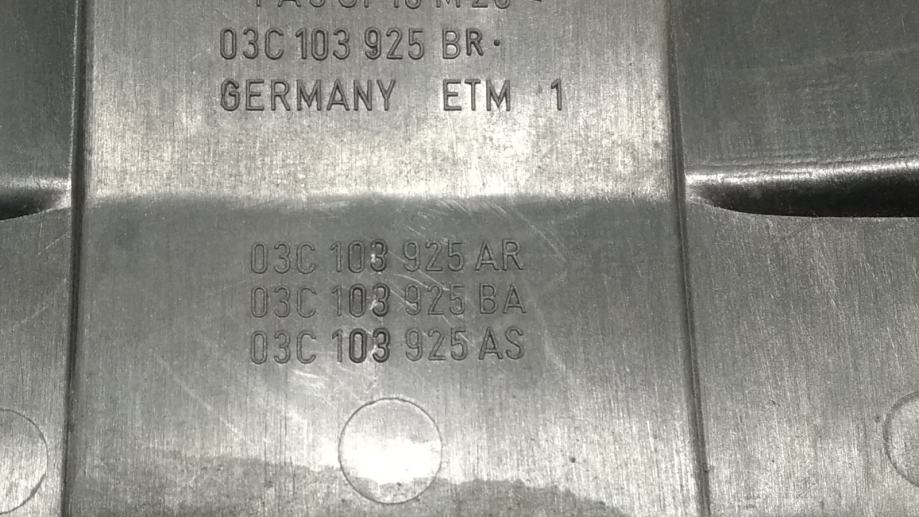 03C 103 925 BR·
GERMANY ETM 1
03C 103 925 AR
03C 103 925 BA
03C 103 925 AS